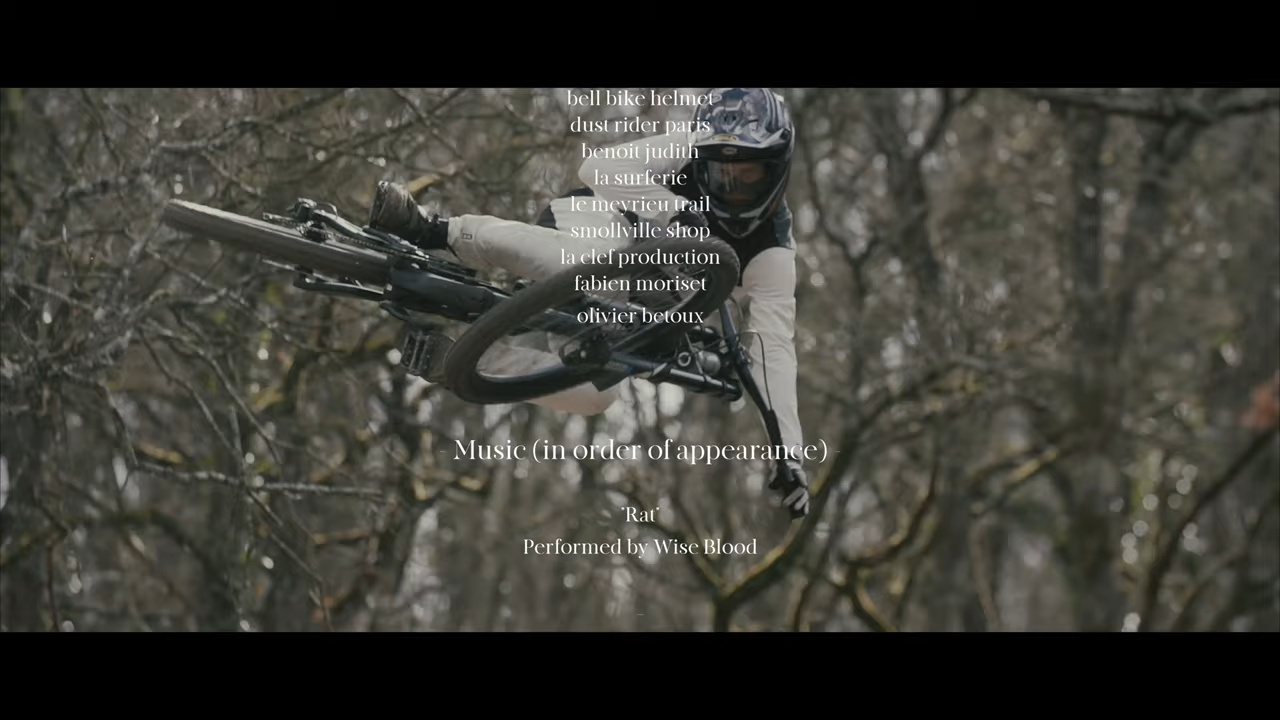 bell bike helmet
dust rider paris
benoit judith
la surferie
le meyrieu trail
smollville shop
la clef production
fabien moriset
olivier betoux
- Music (in order of appearance) -
"Rat"
Performed by Wise Blood